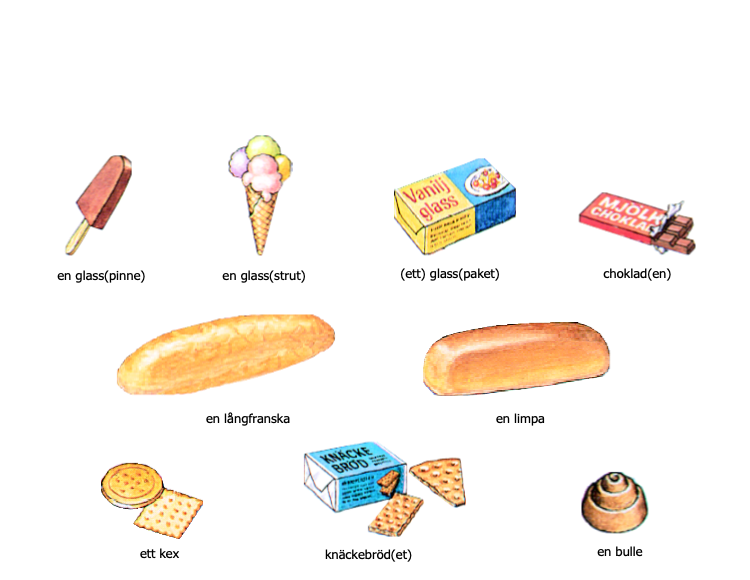 Vanilj
glass
MJÖLK
CHOKLAD
en glass(pinne)
en glass(strut)
(ett) glass(paket)
choklad(en)
en långfranska
en limpa
KNÄCKE
BRÖD
ett kex
knäckebröd(et)
en bulle